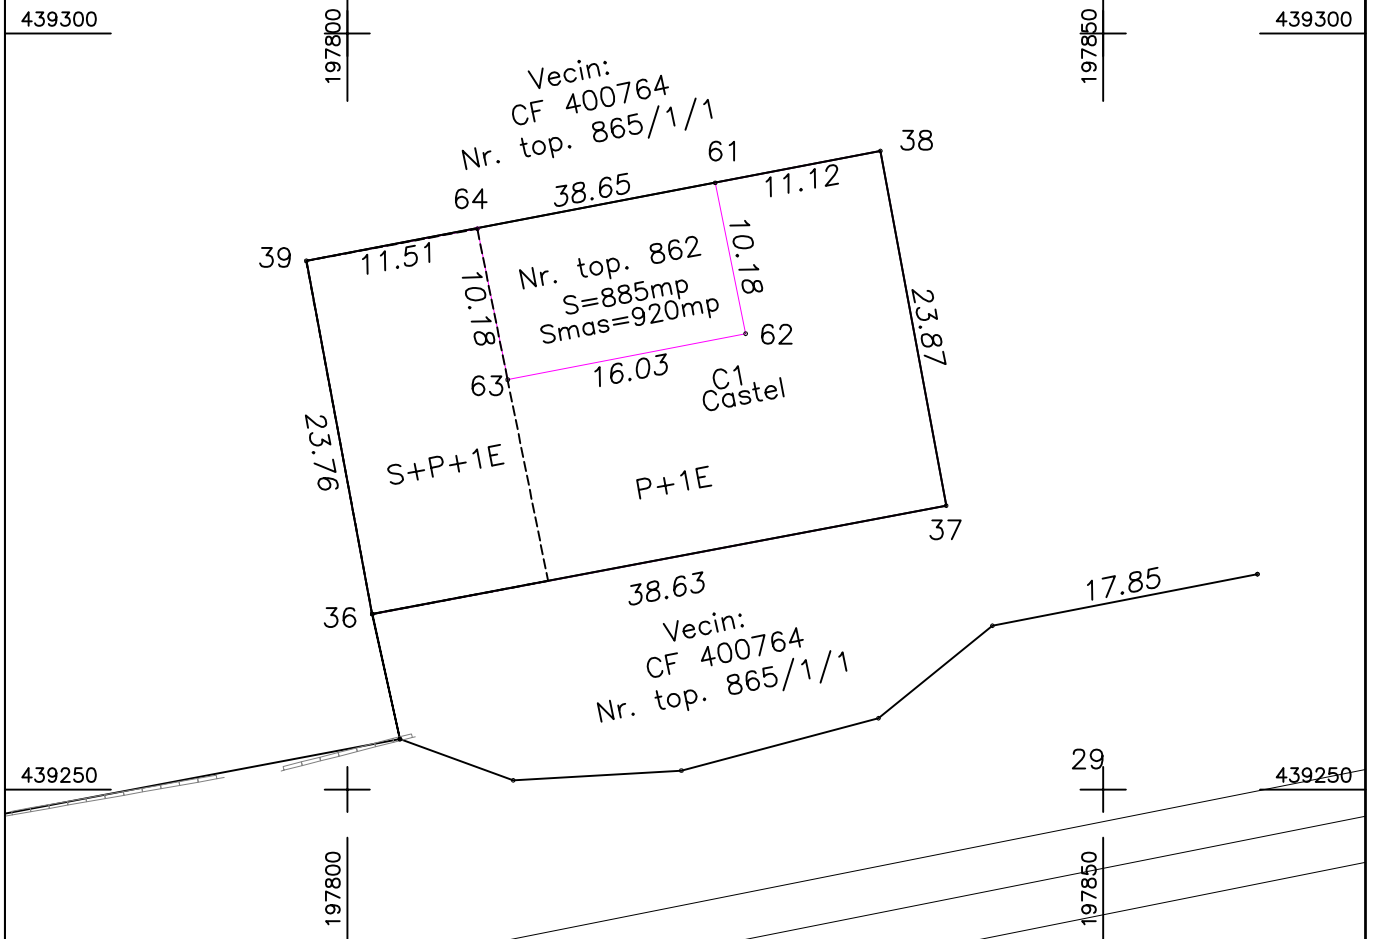 439300
197800
197850
439300
Vecin:
CF 400764
Nr. top. 865/1/1
61
38
64
38.65
11.12
39
11.51
10.18
Nr. top. 862
S=885mp
Smas=920mp
10.18
23.87
62
63
16.03
C1
Castel
23.76
S+P+1E
P+1E
37
36
38.63
17.85
Vecin:
CF 400764
Nr. top. 865/1/1
29
439250
439250
197800
197850